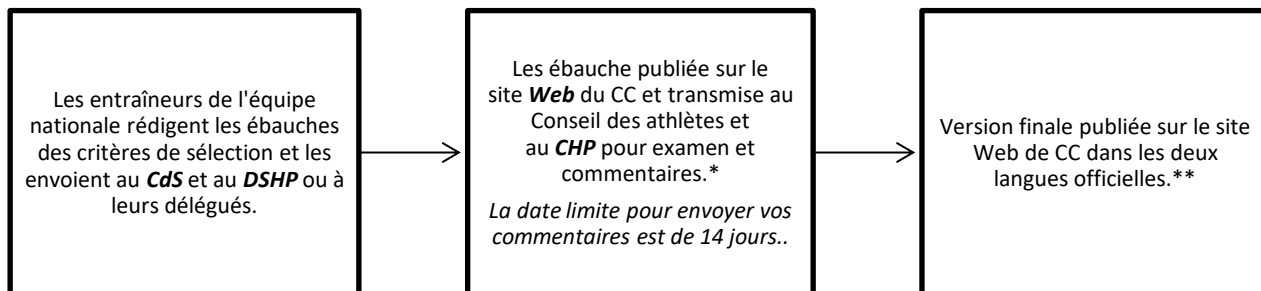 Les entraîneurs de l'équipe
nationale rédigent les ébauches
des critères de sélection et les
envoient au CdS et au DSHP ou à
leurs délégués.
Les ébauche publiée sur le
site Web du CC et transmise au
Conseil des athlètes et
au CHP pour examen et
commentaires.*
La date limite pour envoyer vos
commentaires est de 14 jours..
Version finale publiée sur le site
Web de CC dans les deux
langues officielles.**